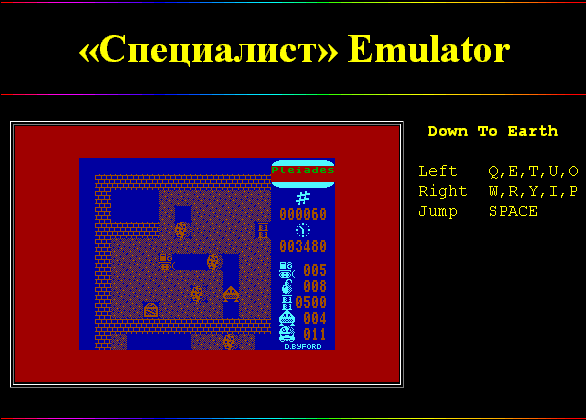 «Специалист» Emulator
Down To Earth
Left Q,E,T,U,O
Right W,R,Y,I,P
Jump SPACE
Pleiades
#
000060
003480
005
008
0500
004
011
D.BYFORD